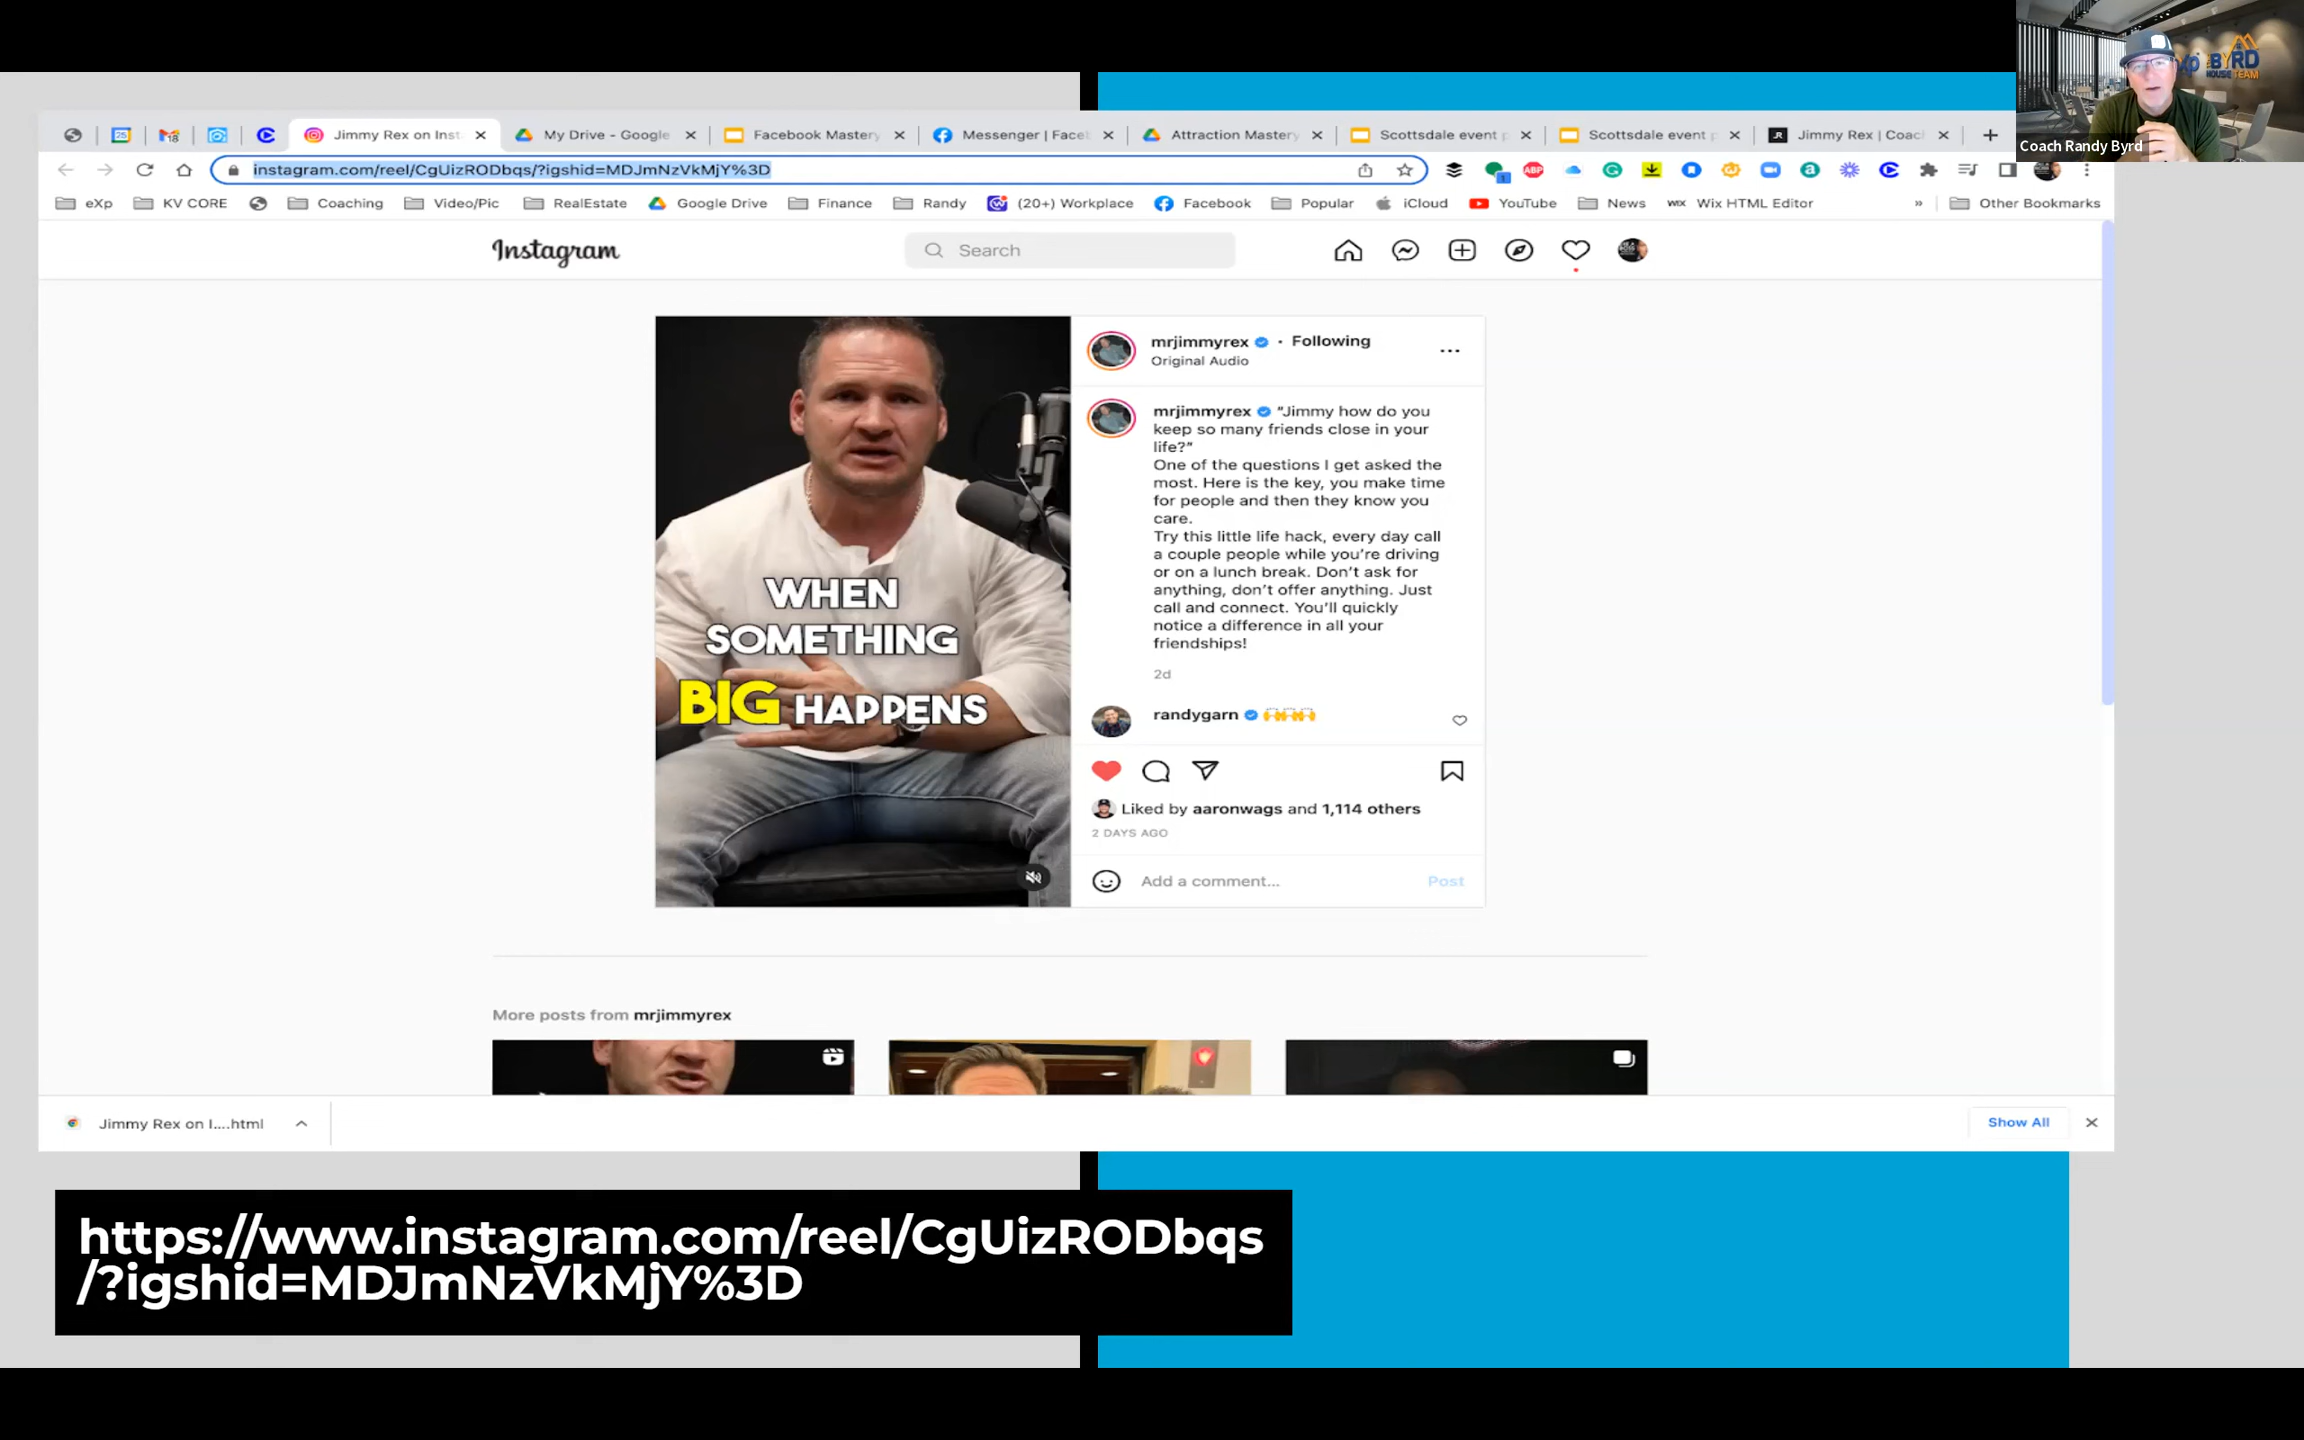 BYRD
HOUSE TEAM
Coach Randy Byrd
Jimmy Rex on Inst
My Drive - Google
Facebook Mastery
Messenger | Faceb
Attraction Mastery
Scottsdale event p
Scottsdale event p
Jimmy Rex | Coac
instagram.com/reel/CgUizRODbqs/?igshid=MDJmNzVkMjY%3D
eXp
KV CORE
Coaching
Video/Pic
RealEstate
Google Drive
Finance
Randy
(20+) Workplace
Facebook
Popular
iCloud
YouTube
News
WIX Wix HTML Editor
»
Other Bookmarks
Instagram
Search
mrjimmyrex • Following
Original Audio
mrjimmyrex "Jimmy how do you
keep so many friends close in your
life?"
One of the questions I get asked the
most. Here is the key, you make time
for people and then they know you
care.
Try this little life hack, every day call
a couple people while you're driving
or on a lunch break. Don't ask for
anything, don't offer anything. Just
call and connect. You'll quickly
notice a difference in all your
friendships!
2d
randygarn 🙌🙌🙌
Liked by aaronwags and 1,114 others
2 DAYS AGO
Add a comment...
Post
WHEN
SOMETHING
BIG HAPPENS
More posts from mrjimmyrex
Jimmy Rex on I....html
Show All
https://www.instagram.com/reel/CgUizRODbqs
/?igshid=MDJmNzVkMjY%3D